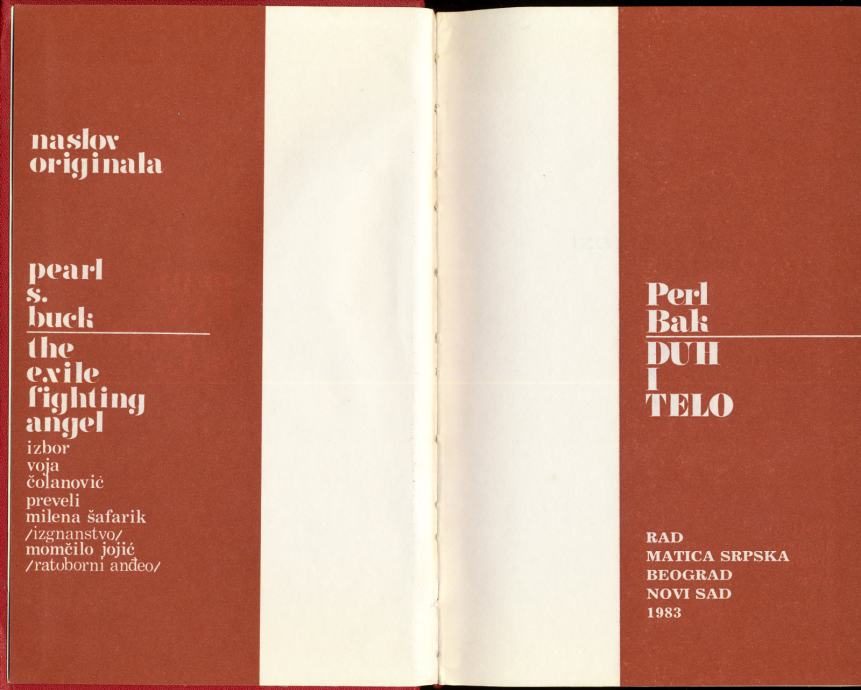 naslov
originala
pearl
s.
buck
the
exile
fighting
angel
izbor
voja
čolanović
preveli
milena šafarik
/izgnanstvo/
momčilo jojić
/ratoborni anđeo/
Perl
Bak
DUH
I
TELO
RAD
MATICA SRPSKA
BEOGRAD
NOVI SAD
1983